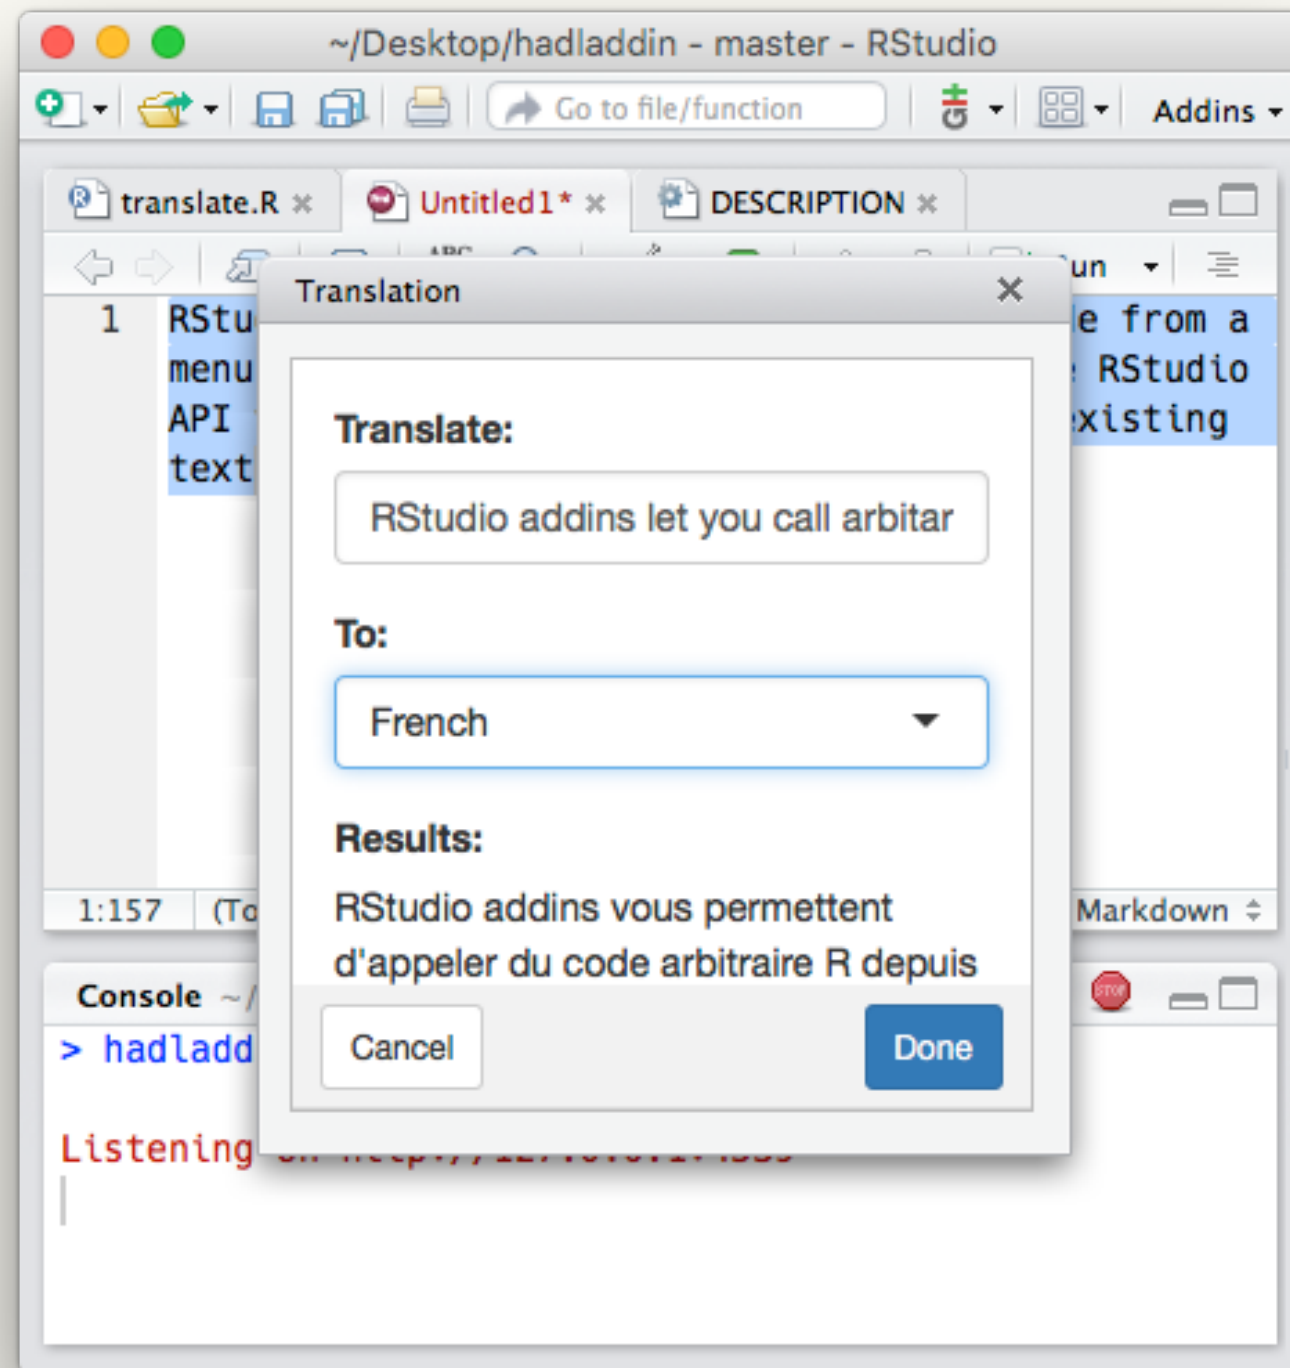 ~/Desktop/hadladdin - master - RStudio
Go to file/function
Addins
translate.R
Untitled1*
DESCRIPTION
Translation
1 RStu e from a
menu RStudio
API xisting
text
Translate:
RStudio addins let you call arbitar
To:
French
Results:
RStudio addins vous permettent
d'appeler du code arbitraire R depuis
Cancel
Done
1:157
(To
Markdown
Console ~/
STOP
> hadladd
Listening